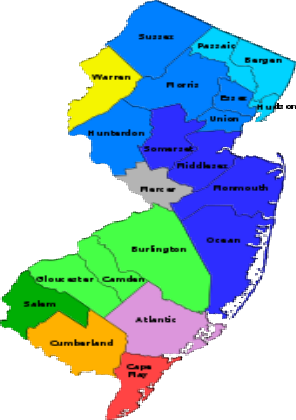 Sussex
Passaic
Bergen
Warren
Morris
Essex
Hudson
Union
Hunterdon
Somerset
Middlesex
Mercer
Monmouth
Ocean
Burlington
Gloucester
Camden
Salem
Atlantic
Cumberland
Cape
May